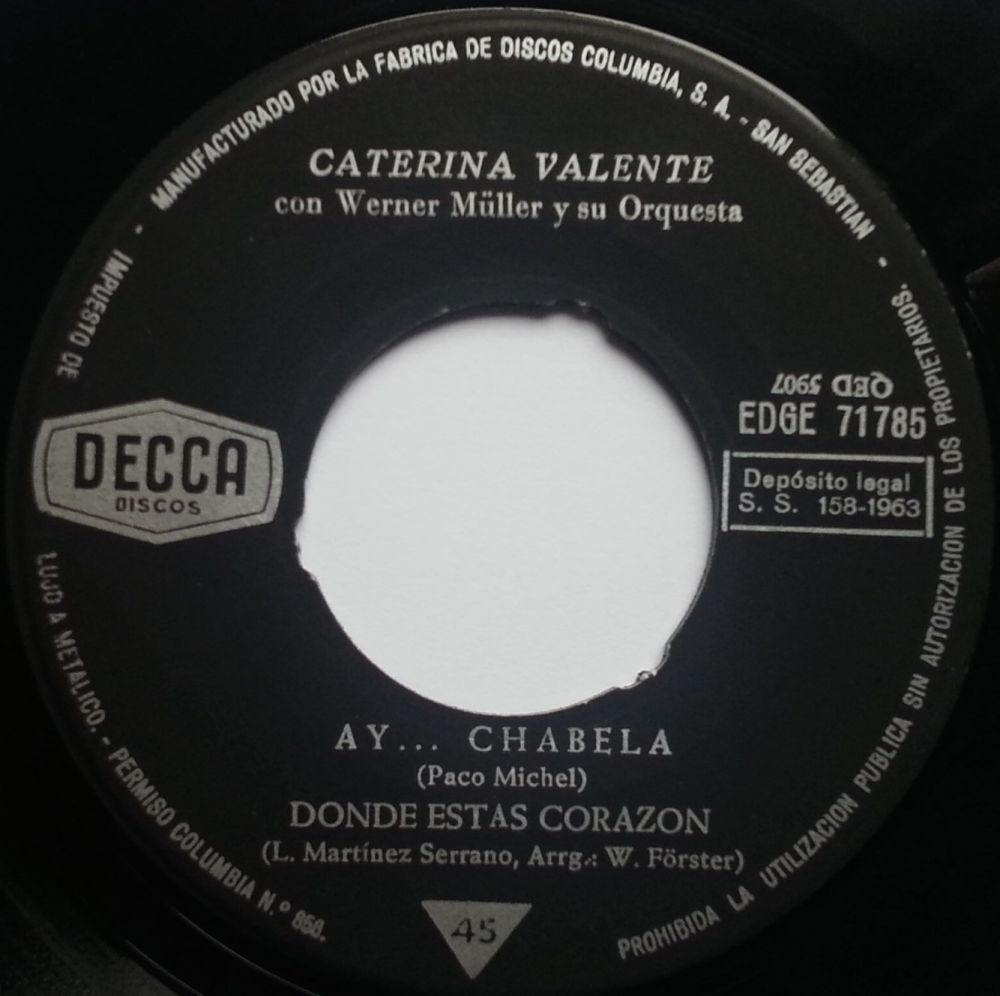 MANUFACTURADO POR LA FABRICA DE DISCOS COLUMBIA, S. A. - SAN SEBASTIAN -
CATERINA VALENTE
con Werner Müller y su Orquesta
QED 5907
EDGE 71785
Depósito legal
S. S. 158-1963
DECCA
DISCOS
AY... CHABELA
(Paco Michel)
DONDE ESTAS CORAZON
(L. Martínez Serrano, Arrg.: W. Förster)
45
PROHIBIDA LA UTILIZACION PUBLICA SIN AUTORIZACION DE LOS PROPIETARIOS.
IMPUESTO DE
LUJO A METALICO. - PERMISO COLUMBIA N.º 850.